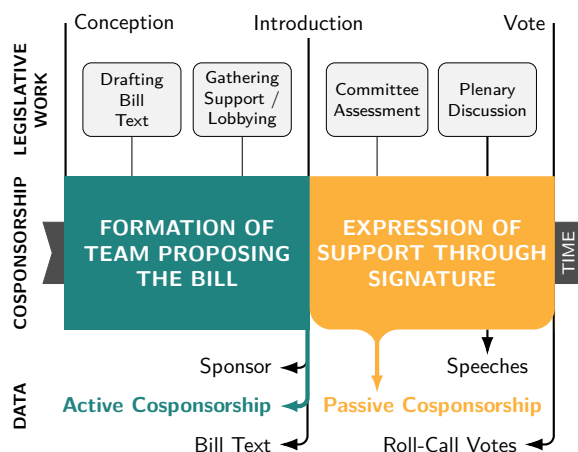 Conception
Introduction
Vote
LEGISLATIVE
WORK
Drafting
Bill
Text
Gathering
Support /
Lobbying
Committee
Assessment
Plenary
Discussion
COSPONSORSHIP
FORMATION OF
TEAM PROPOSING
THE BILL
EXPRESSION OF
SUPPORT THROUGH
SIGNATURE
TIME
DATA
Sponsor
Speeches
Active Cosponsorship
Passive Cosponsorship
Bill Text
Roll-Call Votes